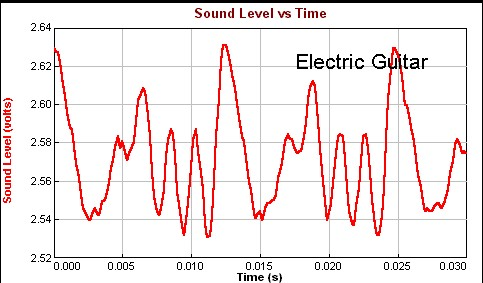 Sound Level vs Time
Electric Guitar
Sound Level (volts)
2.64
2.62
2.60
2.58
2.56
2.54
2.52
0.000 0.005 0.010 0.015 0.020 0.025 0.030
Time (s)